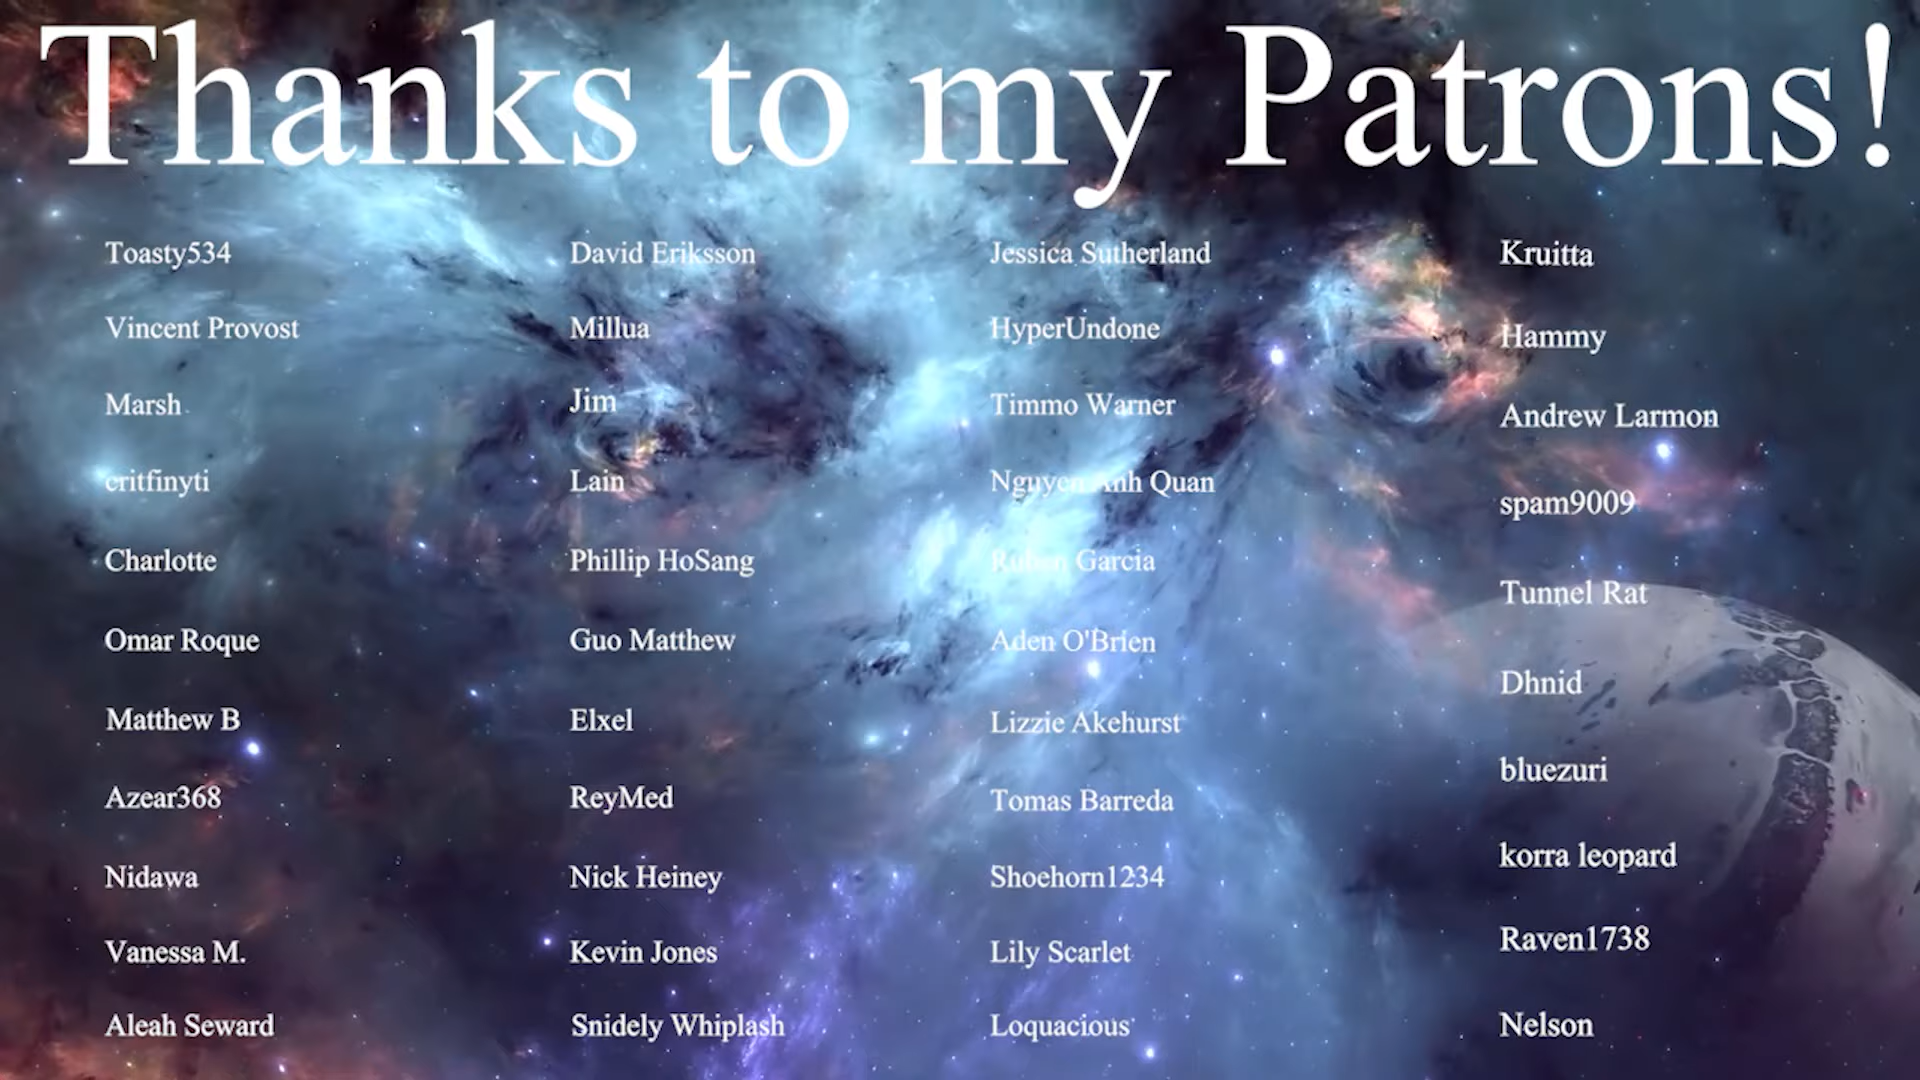 Thanks to my Patrons!
Toasty534
Vincent Provost
Marsh
critfinyti
Charlotte
Omar Roque
Matthew B
Azear368
Nidawa
Vanessa M.
Aleah Seward
David Eriksson
Millua
Jim
Lain
Phillip HoSang
Guo Matthew
Elxel
ReyMed
Nick Heiney
Kevin Jones
Snidely Whiplash
Jessica Sutherland
HyperUndone
Timmo Warner
Nguyen Anh Quan
Ruben Garcia
Aden O'Brien
Lizzie Akehurst
Tomas Barreda
Shoehorn1234
Lily Scarlet
Loquacious
Kruitta
Hammy
Andrew Larmon
spam9009
Tunnel Rat
Dhnid
bluezuri
korra leopard
Raven1738
Nelson